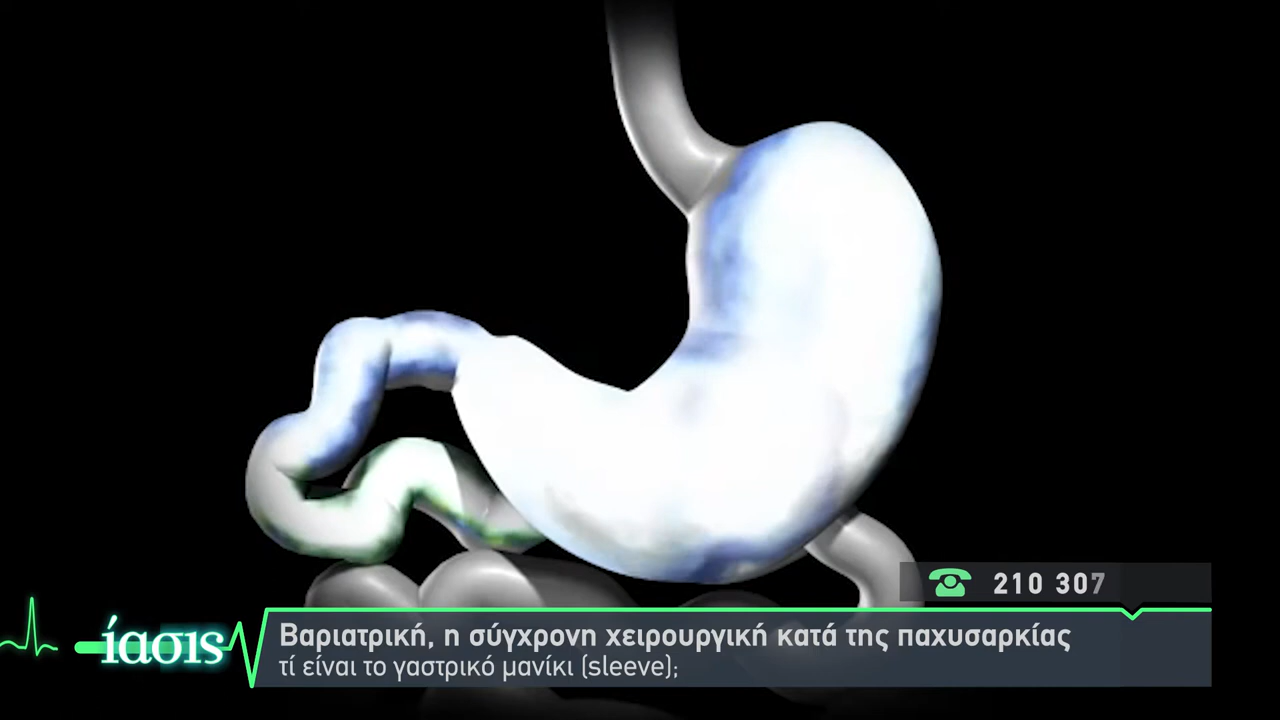 210 307
ίασις
Βαριατρική, η σύγχρονη χειρουργική κατά της παχυσαρκίας
τί είναι το γαστρικό μανίκι (sleeve);